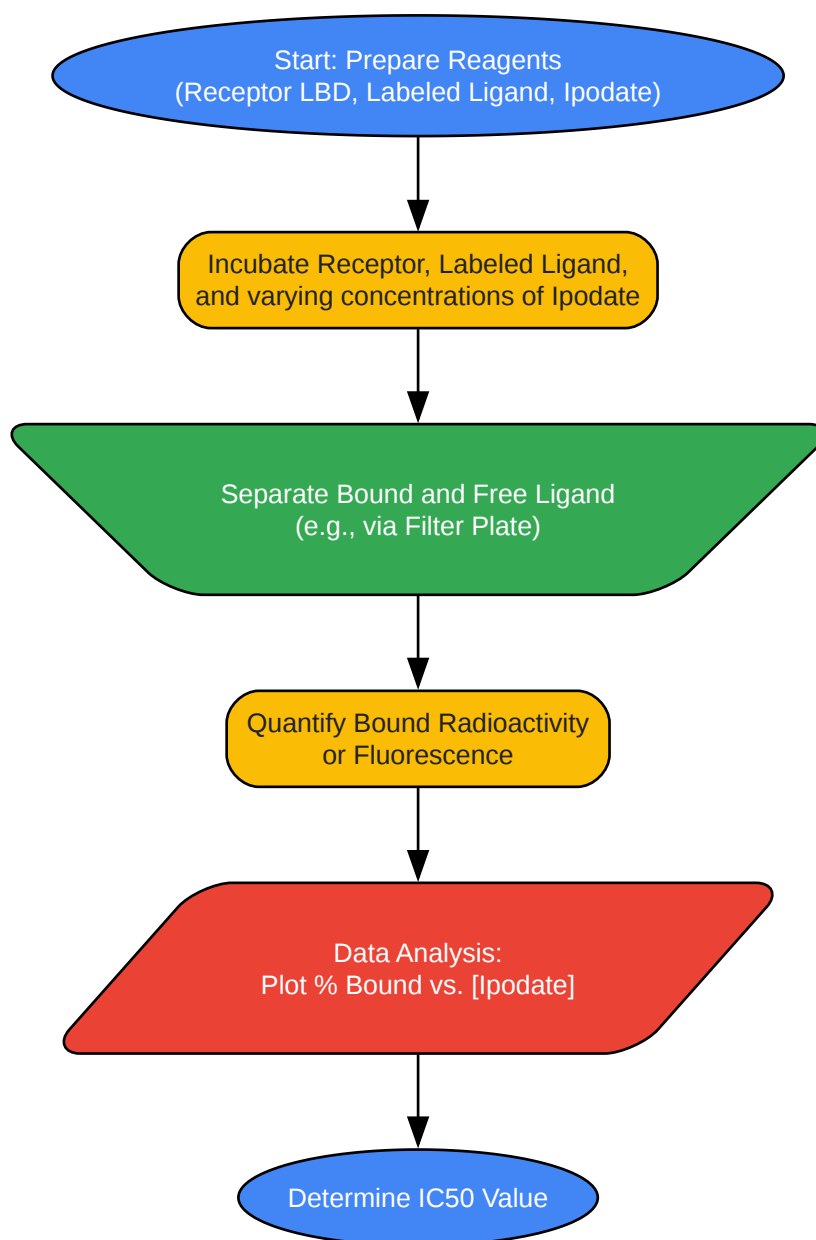 Start: Prepare Reagents
(Receptor LBD, Labeled Ligand, Ipodate)
Incubate Receptor, Labeled Ligand,
and varying concentrations of Ipodate
Separate Bound and Free Ligand
(e.g., via Filter Plate)
Quantify Bound Radioactivity
or Fluorescence
Data Analysis:
Plot % Bound vs. [Ipodate]
Determine IC50 Value